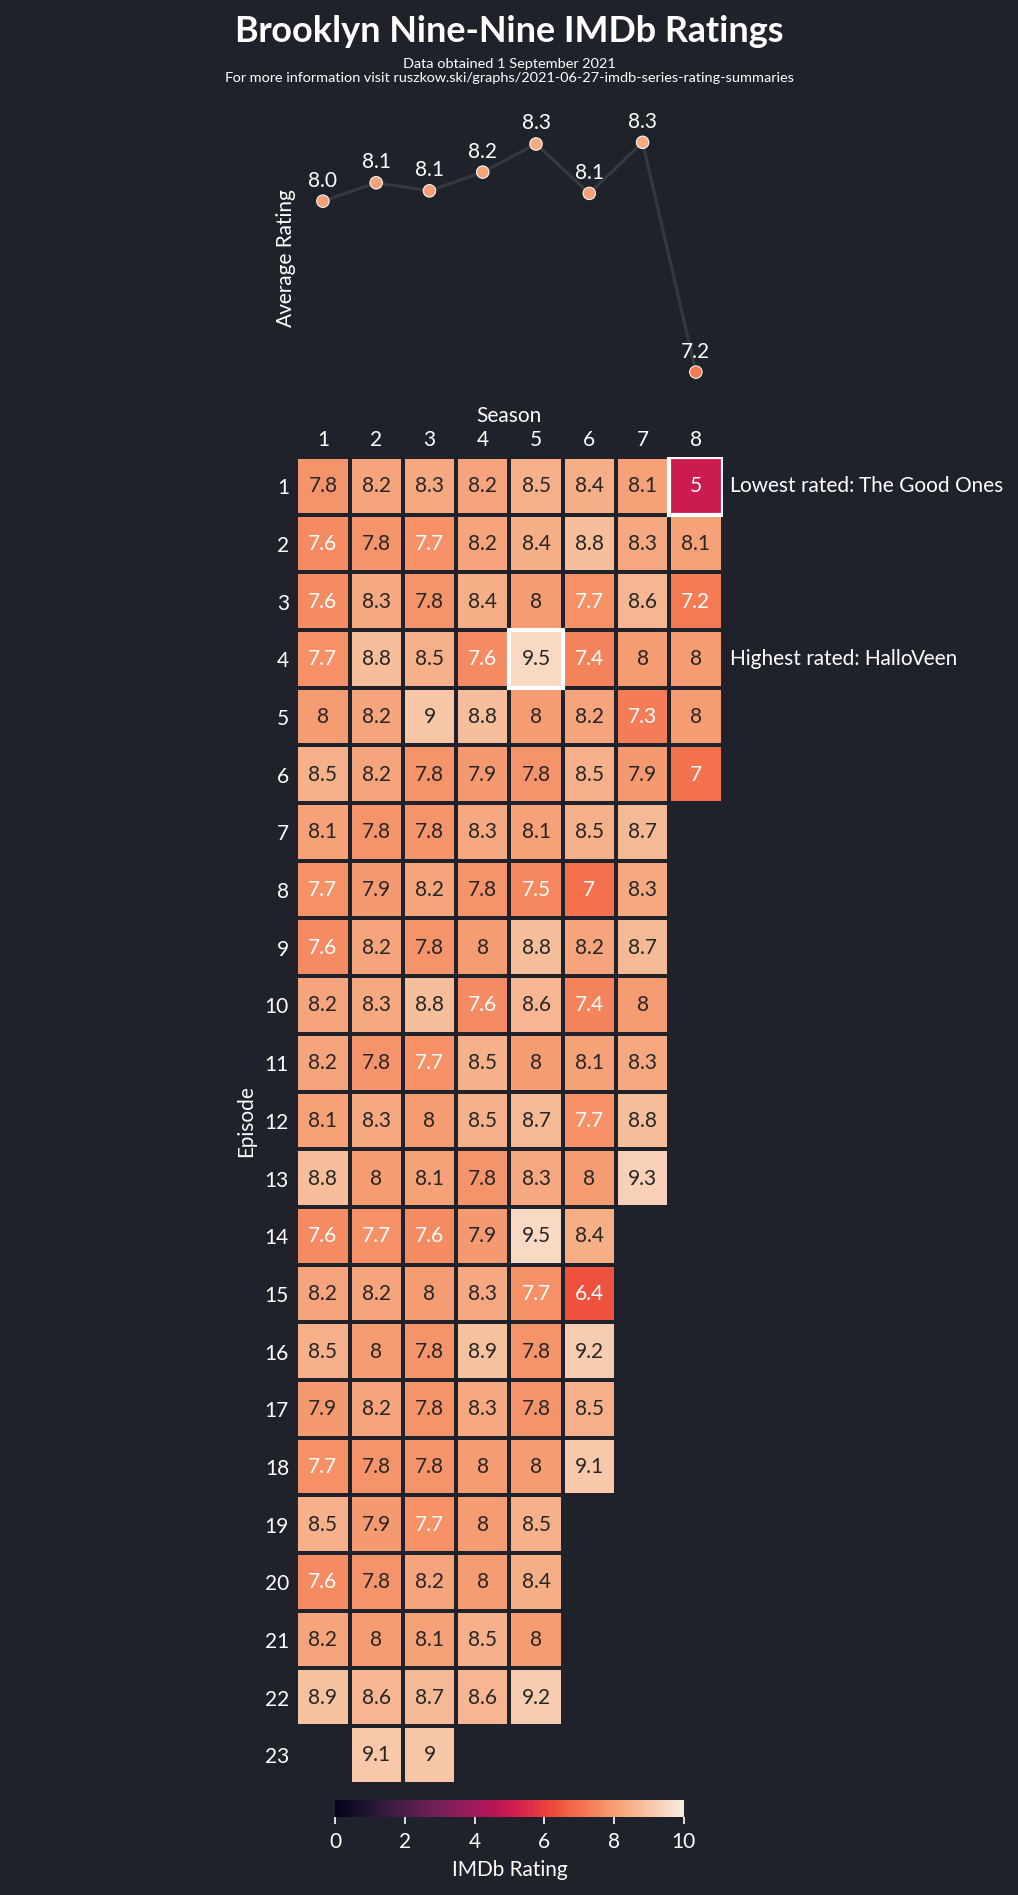 Brooklyn Nine-Nine IMDb Ratings
Data obtained 1 September 2021
For more information visit ruszkow.ski/graphs/2021-06-27-imdb-series-rating-summaries
8.0 8.1 8.1 8.2 8.3 8.1 8.3 7.2
Average Rating
Season
1 2 3 4 5 6 7 8
1 7.8 8.2 8.3 8.2 8.5 8.4 8.1 5 Lowest rated: The Good Ones
2 7.6 7.8 7.7 8.2 8.4 8.8 8.3 8.1
3 7.6 8.3 7.8 8.4 8 7.7 8.6 7.2
4 7.7 8.8 8.5 7.6 9.5 7.4 8 8 Highest rated: HalloVeen
5 8 8.2 9 8.8 8 8.2 7.3 8
6 8.5 8.2 7.8 7.9 7.8 8.5 7.9 7
7 8.1 7.8 7.8 8.3 8.1 8.5 8.7
8 7.7 7.9 8.2 7.8 7.5 7 8.3
9 7.6 8.2 7.8 8 8.8 8.2 8.7
10 8.2 8.3 8.8 7.6 8.6 7.4 8
11 8.2 7.8 7.7 8.5 8 8.1 8.3
Episode
12 8.1 8.3 8 8.5 8.7 7.7 8.8
13 8.8 8 8.1 7.8 8.3 8 9.3
14 7.6 7.7 7.6 7.9 9.5 8.4
15 8.2 8.2 8 8.3 7.7 6.4
16 8.5 8 7.8 8.9 7.8 9.2
17 7.9 8.2 7.8 8.3 7.8 8.5
18 7.7 7.8 7.8 8 8 9.1
19 8.5 7.9 7.7 8 8.5
20 7.6 7.8 8.2 8 8.4
21 8.2 8 8.1 8.5 8
22 8.9 8.6 8.7 8.6 9.2
23 9.1 9
0 2 4 6 8 10
IMDb Rating